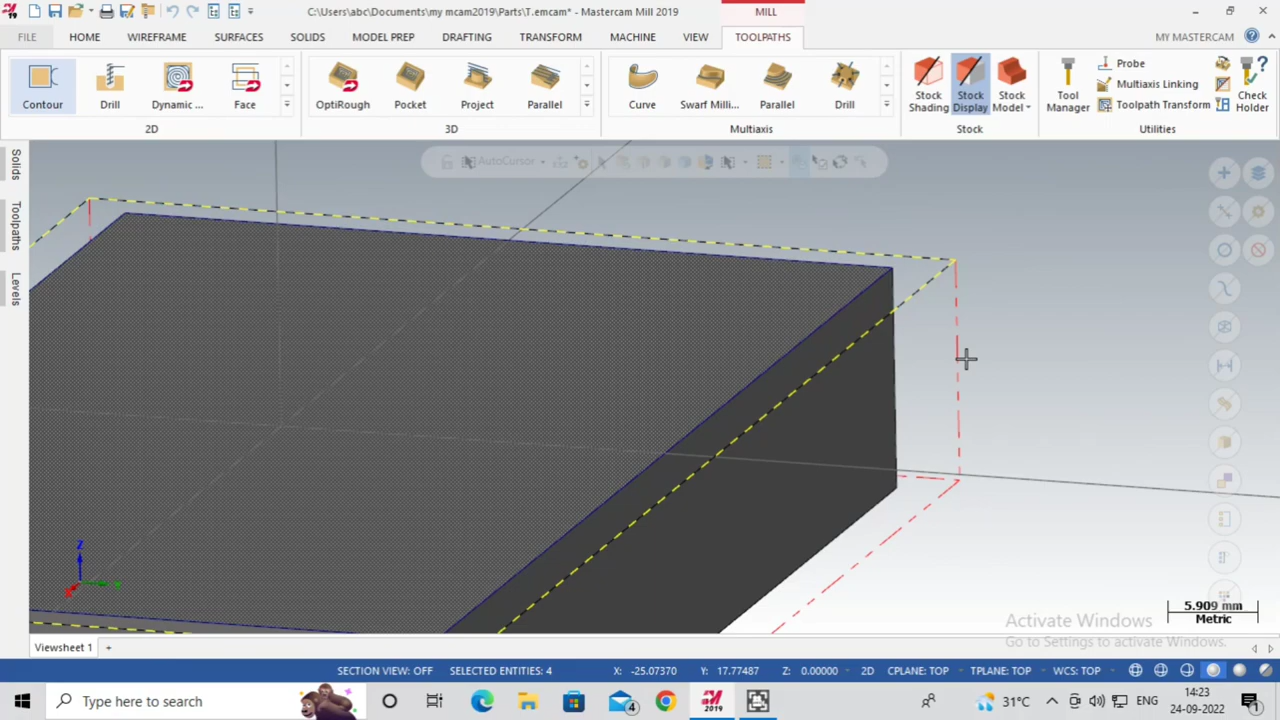 C:\Users\abc\Documents\my mcam2019\Parts\T.emcam* - Mastercam Mill 2019
MILL
FILE
HOME
WIREFRAME
SURFACES
SOLIDS
MODEL PREP
DRAFTING
TRANSFORM
MACHINE
VIEW
TOOLPATHS
MY MASTERCAM
Contour
Drill
Dynamic ...
Face
OptiRough
Pocket
Project
Parallel
Curve
Swarf Milli...
Parallel
Drill
Stock Shading
Stock Display
Stock Model
Tool Manager
Probe
Multiaxis Linking
Toolpath Transform
Check Holder
2D
3D
Multiaxis
Stock
Utilities
AutoCursor
Solids
Toolpaths
Levels
Z
5.909 mm
Metric
Activate Windows
Go to Settings to activate Windows.
Viewsheet 1
SECTION VIEW: OFF
SELECTED ENTITIES: 4
X: -25.07370
Y: 17.77487
Z: 0.00000
2D
CPLANE: TOP
TPLANE: TOP
WCS: TOP
Type here to search
4
2019
31°C
ENG
14:23
24-09-2022
1